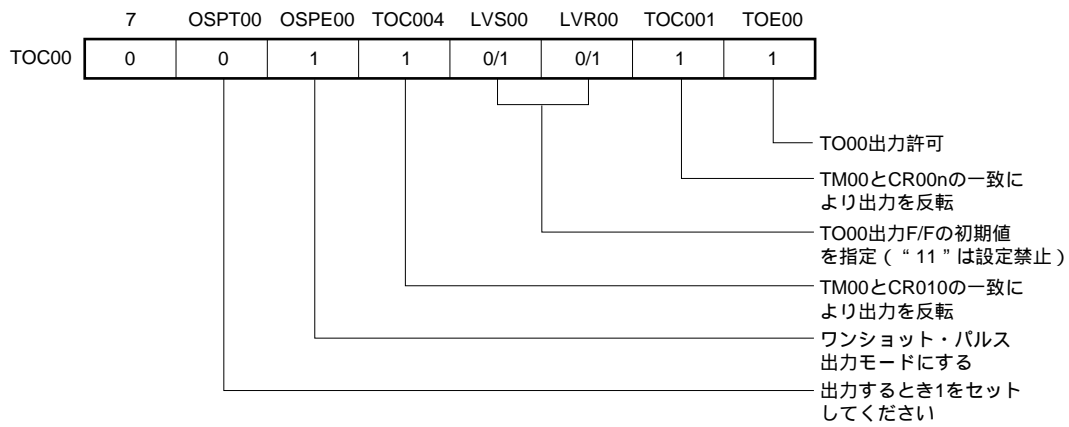 7 OSPT00 OSPE00 TOC004 LVS00 LVR00 TOC001 TOE00
TOC00 0 0 1 1 0/1 0/1 1 1
TO00出力許可
TM00とCR00nの一致に
より出力を反転
TO00出力F/Fの初期値
を指定（“11”は設定禁止）
TM00とCR010の一致に
より出力を反転
ワンショット・パルス
出力モードにする
出力するとき1をセット
してください